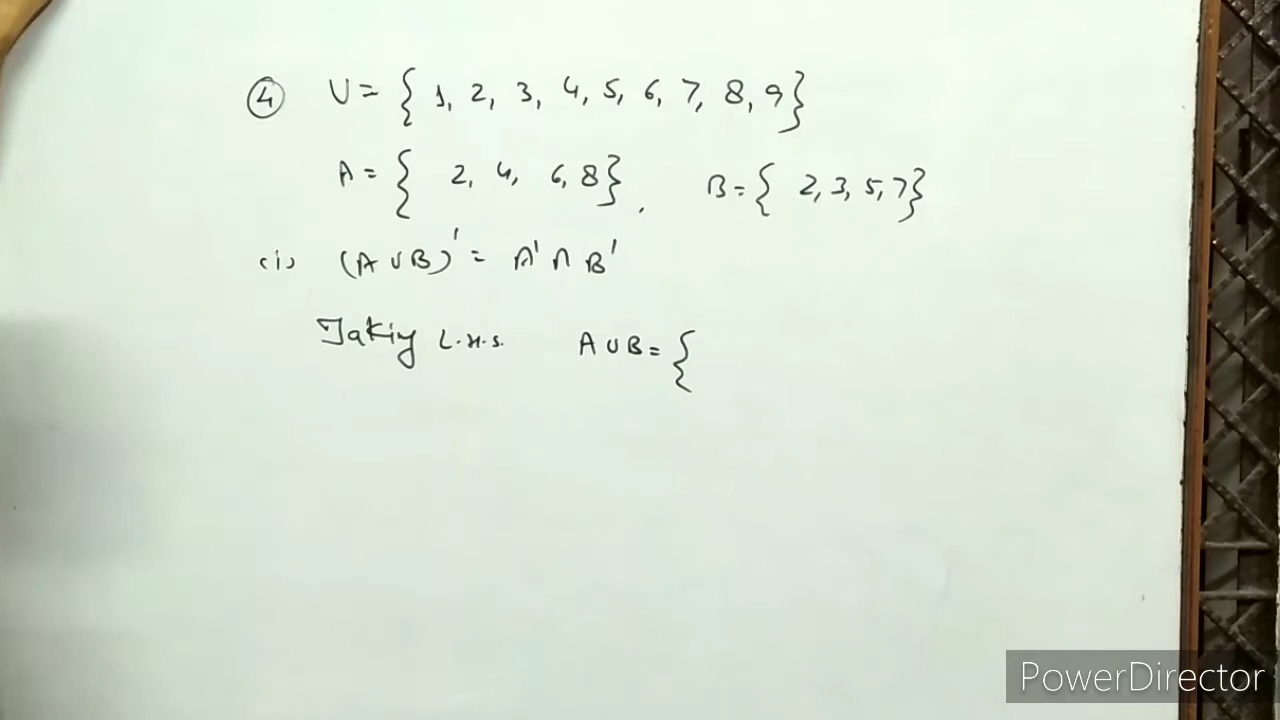 ④ U = { 1, 2, 3, 4, 5, 6, 7, 8, 9}
A = { 2, 4, 6, 8}, B = { 2, 3, 5, 7}
(i) (A ∪ B)' = A' ∩ B'
Taking L.H.S. A ∪ B = {
PowerDirector